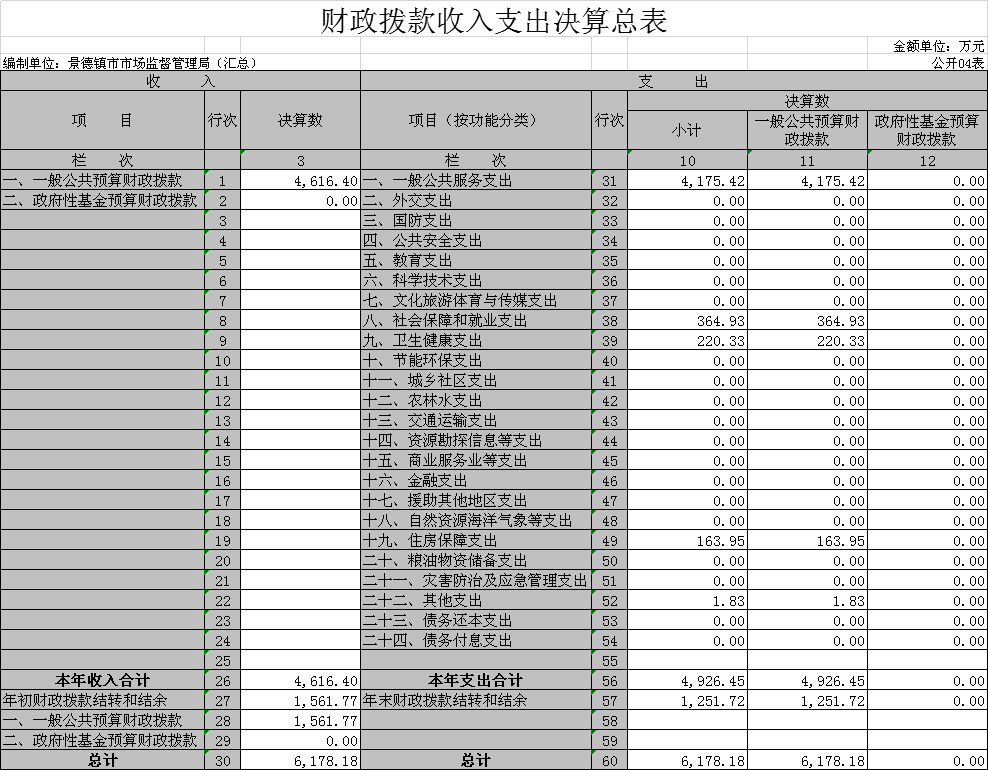 财政拨款收入支出决算总表
金额单位：万元
编制单位：景德镇市市场监督管理局（汇总） 公开04表
收 入 支 出
项 目 行次 决算数 项目（按功能分类） 行次 决算数
小计 一般公共预算财政拨款 政府性基金预算财政拨款
栏 次 3 栏 次 10 11 12
一、一般公共预算财政拨款 1 4,616.40 一、一般公共服务支出 31 4,175.42 4,175.42 0.00
二、政府性基金预算财政拨款 2 0.00 二、外交支出 32 0.00 0.00 0.00
3 三、国防支出 33 0.00 0.00 0.00
4 四、公共安全支出 34 0.00 0.00 0.00
5 五、教育支出 35 0.00 0.00 0.00
6 六、科学技术支出 36 0.00 0.00 0.00
7 七、文化旅游体育与传媒支出 37 0.00 0.00 0.00
8 八、社会保障和就业支出 38 364.93 364.93 0.00
9 九、卫生健康支出 39 220.33 220.33 0.00
10 十、节能环保支出 40 0.00 0.00 0.00
11 十一、城乡社区支出 41 0.00 0.00 0.00
12 十二、农林水支出 42 0.00 0.00 0.00
13 十三、交通运输支出 43 0.00 0.00 0.00
14 十四、资源勘探信息等支出 44 0.00 0.00 0.00
15 十五、商业服务业等支出 45 0.00 0.00 0.00
16 十六、金融支出 46 0.00 0.00 0.00
17 十七、援助其他地区支出 47 0.00 0.00 0.00
18 十八、自然资源海洋气象等支出 48 0.00 0.00 0.00
19 十九、住房保障支出 49 163.95 163.95 0.00
20 二十、粮油物资储备支出 50 0.00 0.00 0.00
21 二十一、灾害防治及应急管理支出 51 0.00 0.00 0.00
22 二十二、其他支出 52 1.83 1.83 0.00
23 二十三、债务还本支出 53 0.00 0.00 0.00
24 二十四、债务付息支出 54 0.00 0.00 0.00
25 55
本年收入合计 26 4,616.40 本年支出合计 56 4,926.45 4,926.45 0.00
年初财政拨款结转和结余 27 1,561.77 年末财政拨款结转和结余 57 1,251.72 1,251.72 0.00
一、一般公共预算财政拨款 28 1,561.77 58
二、政府性基金预算财政拨款 29 0.00 59
总计 30 6,178.18 总计 60 6,178.18 6,178.18 0.00